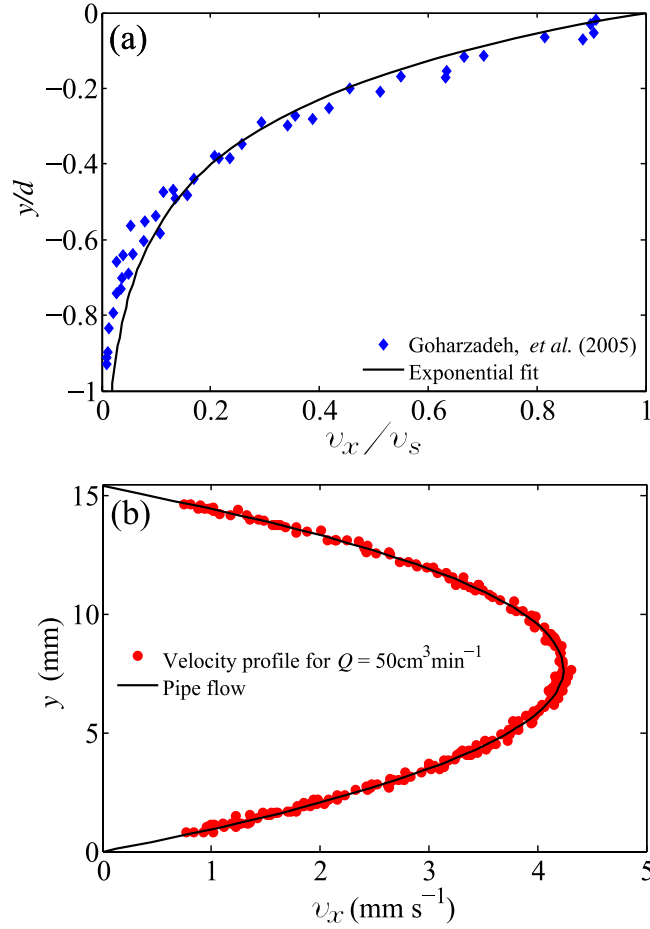 (a)
0
−0.2
−0.4
−0.6
−0.8
−1
y/d
Goharzadeh, et al. (2005)
Exponential fit
0 0.2 0.4 0.6 0.8 1
υx/υs
(b)
15
10
5
0
y (mm)
Velocity profile for Q = 50cm³min⁻¹
Pipe flow
0 1 2 3 4 5
υx (mm s⁻¹)